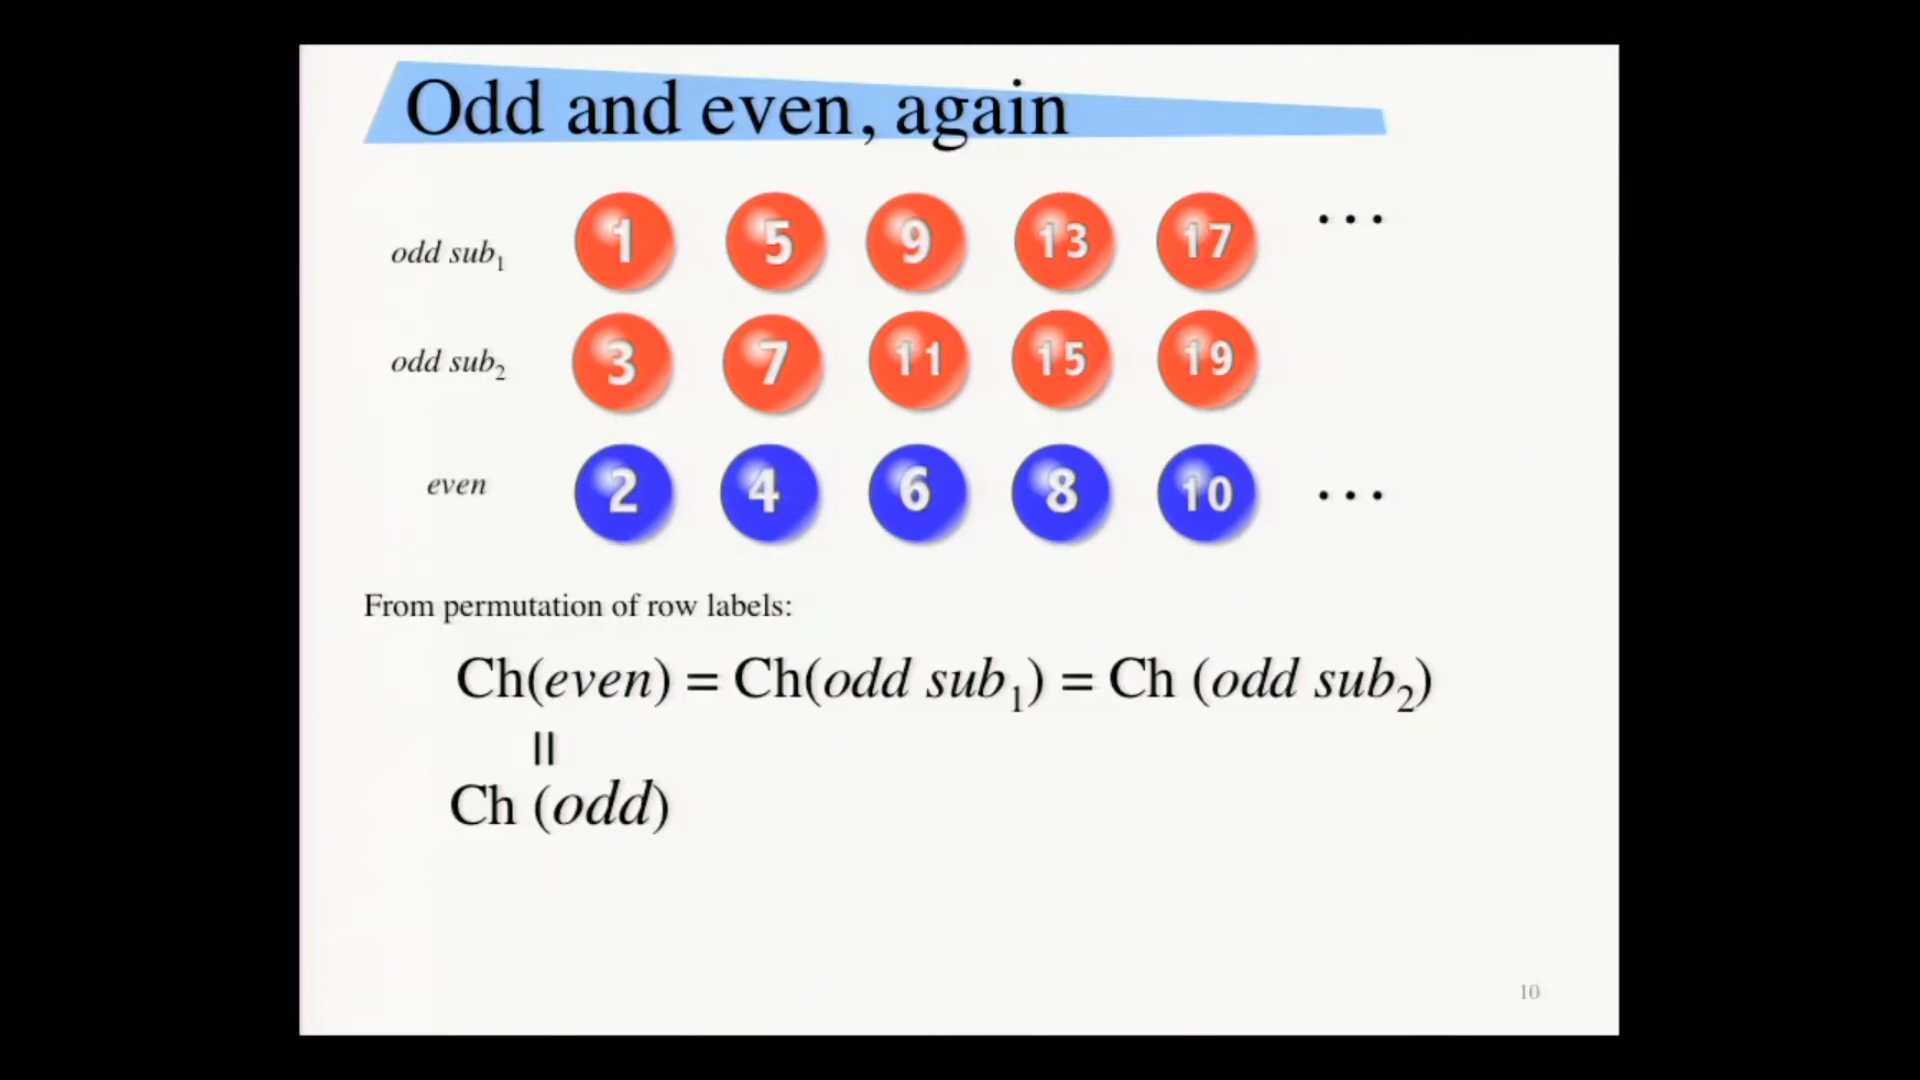 Odd and even, again
odd sub₁ 1 5 9 13 17 ...
odd sub₂ 3 7 11 15 19
even 2 4 6 8 10 ...
From permutation of row labels:
Ch(even) = Ch(odd sub₁) = Ch (odd sub₂)
=
Ch (odd)
10